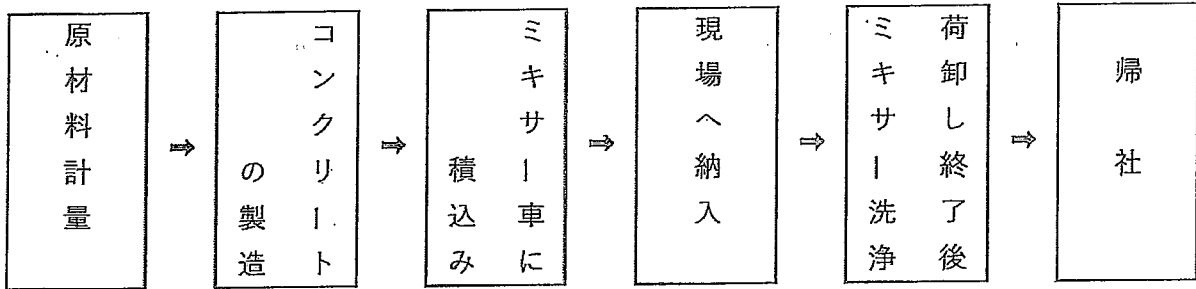 原材料計量
⇒
コンクリート
の製造
⇒
ミキサー車に
積込み
⇒
現場へ納入
⇒
荷卸し終了後
ミキサー洗浄
⇒
帰社